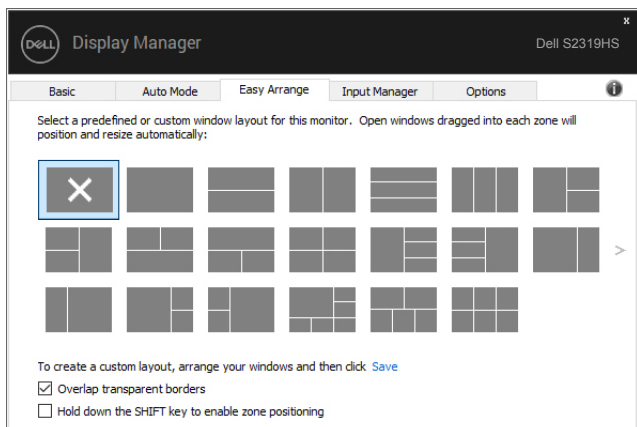 x
DELL Display Manager Dell S2319HS
Basic Auto Mode Easy Arrange Input Manager Options
Select a predefined or custom window layout for this monitor. Open windows dragged into each zone will
position and resize automatically:
To create a custom layout, arrange your windows and then click Save
Overlap transparent borders
Hold down the SHIFT key to enable zone positioning